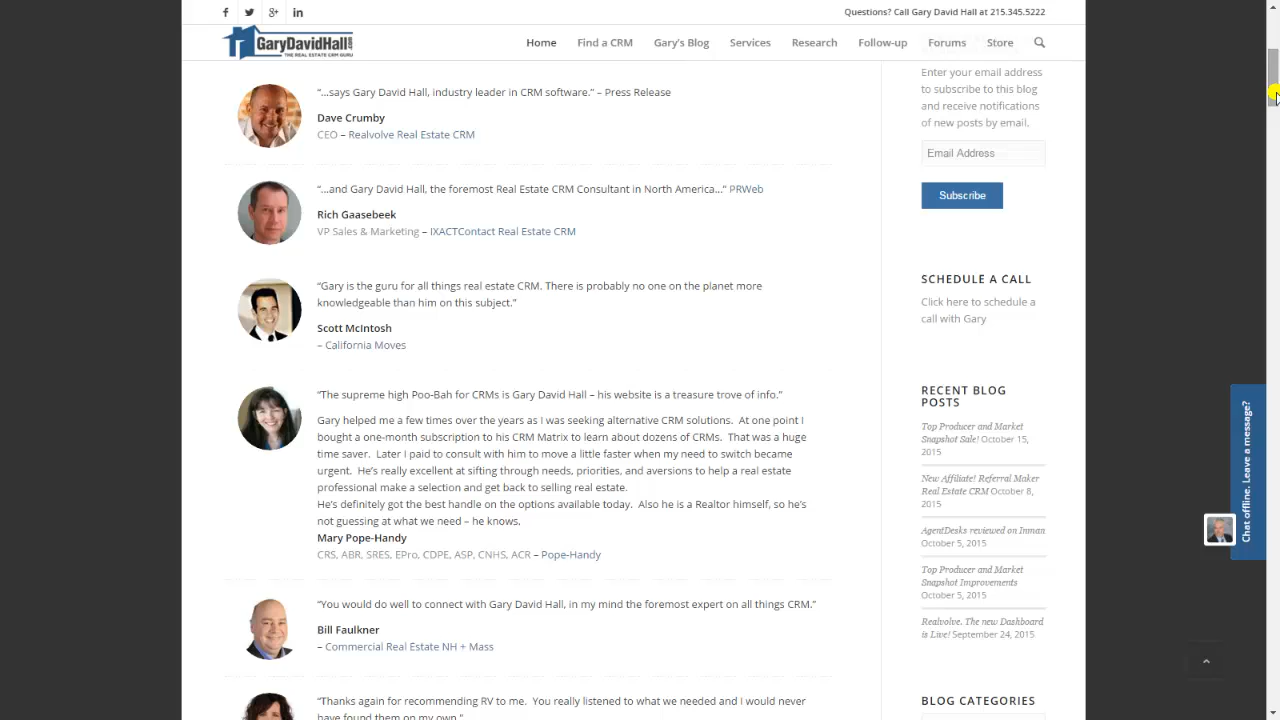 Questions? Call Gary David Hall at 215.345.5222
GaryDavidHall.com
THE REAL ESTATE CRM GURU
Home Find a CRM Gary's Blog Services Research Follow-up Forums Store
“…says Gary David Hall, industry leader in CRM software.” – Press Release
Dave Crumby
CEO – Realvolve Real Estate CRM
“…and Gary David Hall, the foremost Real Estate CRM Consultant in North America…” PRWeb
Rich Gaasebeek
VP Sales & Marketing – IXACTContact Real Estate CRM
“Gary is the guru for all things real estate CRM. There is probably no one on the planet more
knowledgeable than him on this subject.”
Scott McIntosh
– California Moves
“The supreme high Poo-Bah for CRMs is Gary David Hall – his website is a treasure trove of info.”
Gary helped me a few times over the years as I was seeking alternative CRM solutions. At one point I
bought a one-month subscription to his CRM Matrix to learn about dozens of CRMs. That was a huge
time saver. Later I paid to consult with him to move a little faster when my need to switch became
urgent. He’s really excellent at sifting through needs, priorities, and aversions to help a real estate
professional make a selection and get back to selling real estate.
He’s definitely got the best handle on the options available today. Also he is a Realtor himself, so he’s
not guessing at what we need – he knows.
Mary Pope-Handy
CRS, ABR, SRES, EPro, CDPE, ASP, CNHS, ACR – Pope-Handy
“You would do well to connect with Gary David Hall, in my mind the foremost expert on all things CRM.”
Bill Faulkner
– Commercial Real Estate NH + Mass
“Thanks again for recommending RV to me. You really listened to what we needed and I would never
have found them on my own.”
Enter your email address
to subscribe to this blog
and receive notifications
of new posts by email.
Email Address
Subscribe
SCHEDULE A CALL
Click here to schedule a
call with Gary
RECENT BLOG
POSTS
Top Producer and Market
Snapshot Sale! October 15,
2015
New Affiliate! Referral Maker
Real Estate CRM October 8,
2015
AgentDesks reviewed on Inman
October 5, 2015
Top Producer and Market
Snapshot Improvements
October 5, 2015
Realvolve. The new Dashboard
is Live! September 24, 2015
BLOG CATEGORIES
Chat offline. Leave a message?